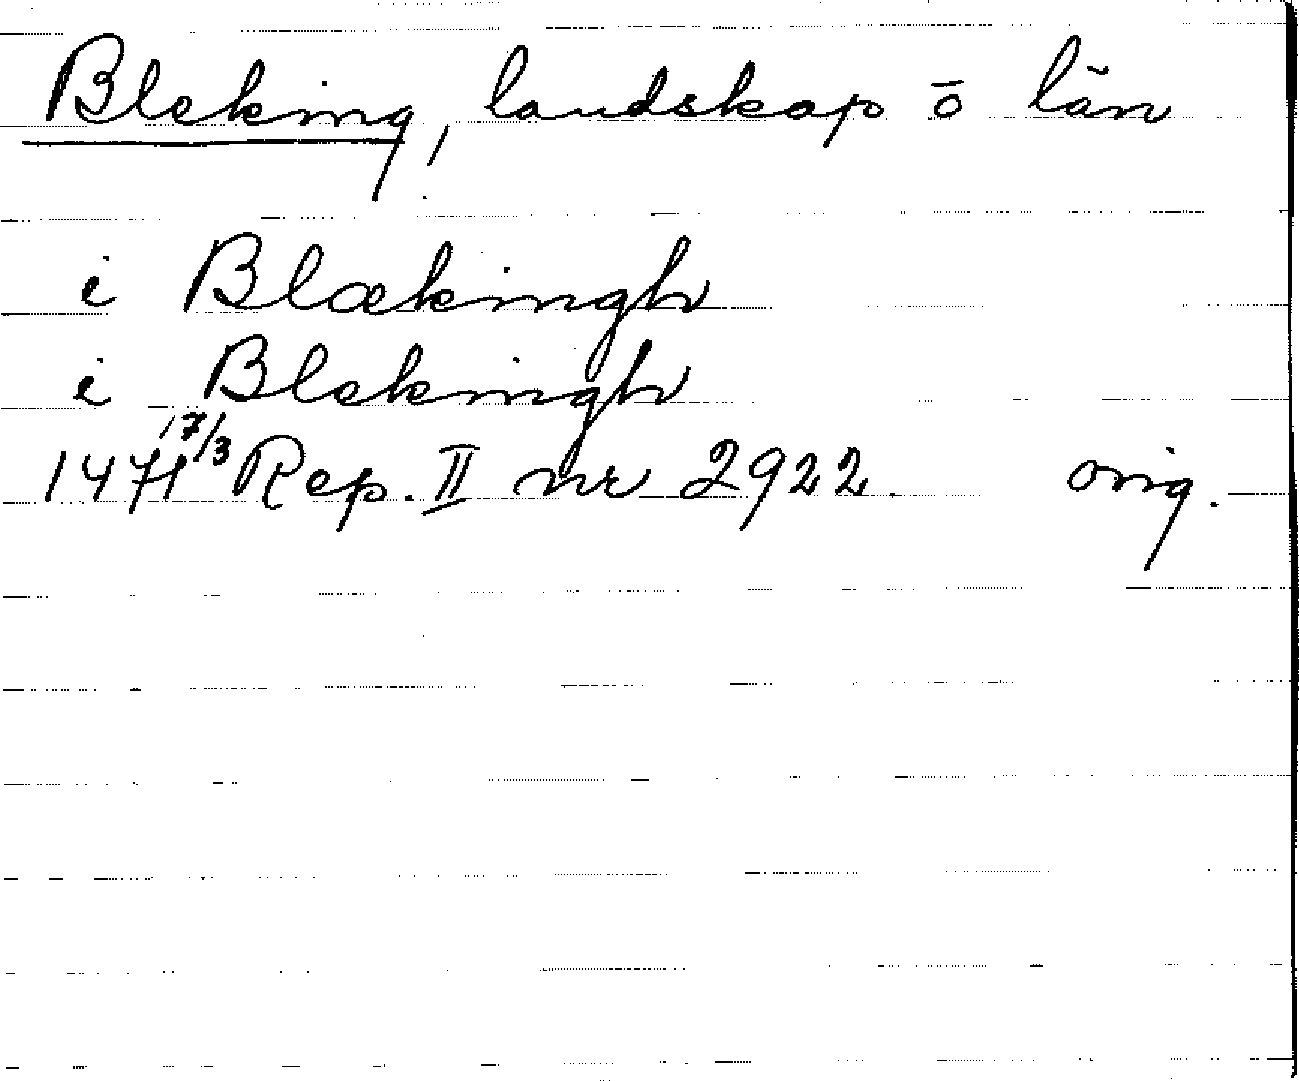 Bleking, landskap ö län
i Blækingh
i Blekingh
1471 17/3 Rep. II nr 2922. orig.